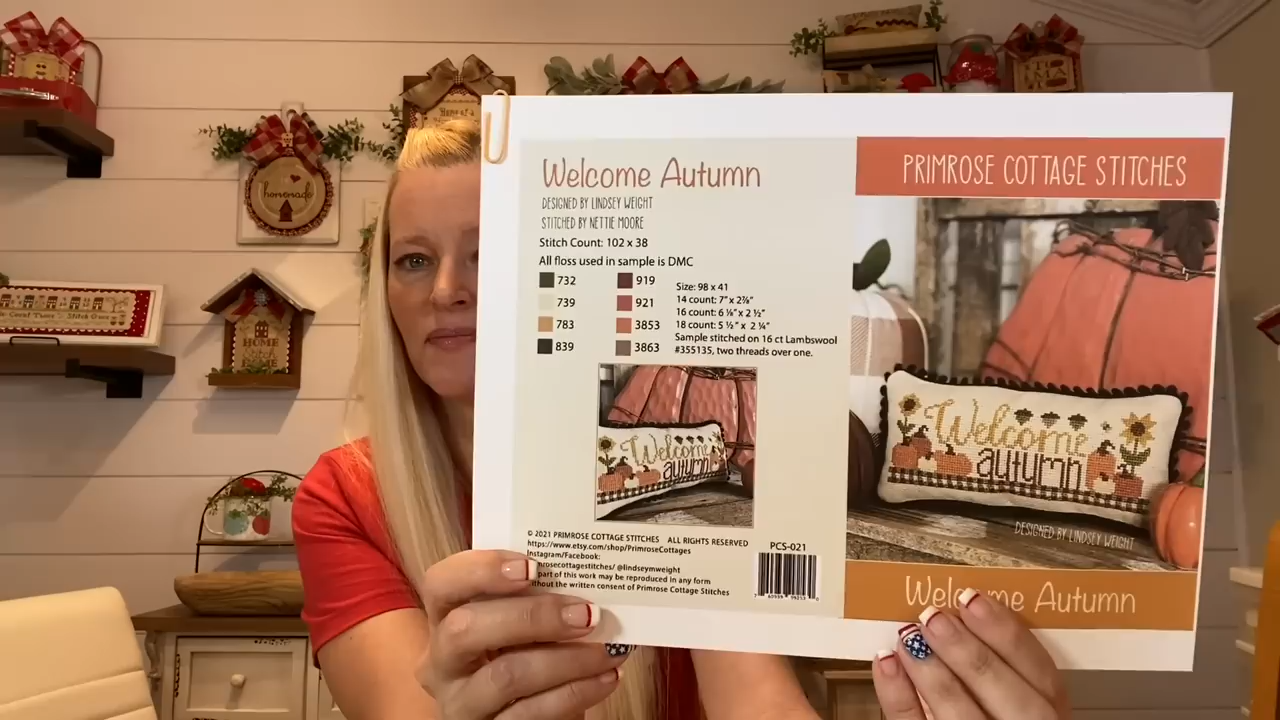 Home of a
homemade
HOME
Stitch
Welcome Autumn
DESIGNED BY LINDSEY WEIGHT
STITCHED BY NETTIE MOORE
Stitch Count: 102 x 38
All floss used in sample is DMC
732 919
739 921
783 3853
839 3863
Size: 98 x 41
14 count: 7" x 2⅞"
16 count: 6 ⅛" x 2 ½"
18 count: 5 ½" x 2 ¼"
Sample stitched on 16 ct Lambswool
#355135, two threads over one.
Welcome
autumn
© 2021 PRIMROSE COTTAGE STITCHES ALL RIGHTS RESERVED
https://www.etsy.com/shop/PrimroseCottages
Instagram/Facebook:
mrosecottagestitches/ @lindseymweight
part of this work may be reproduced in any form
thout the written consent of Primrose Cottage Stitches
PCS-021
PRIMROSE COTTAGE STITCHES
Welcome
autumn
DESIGNED BY LINDSEY WEIGHT
Welcome Autumn